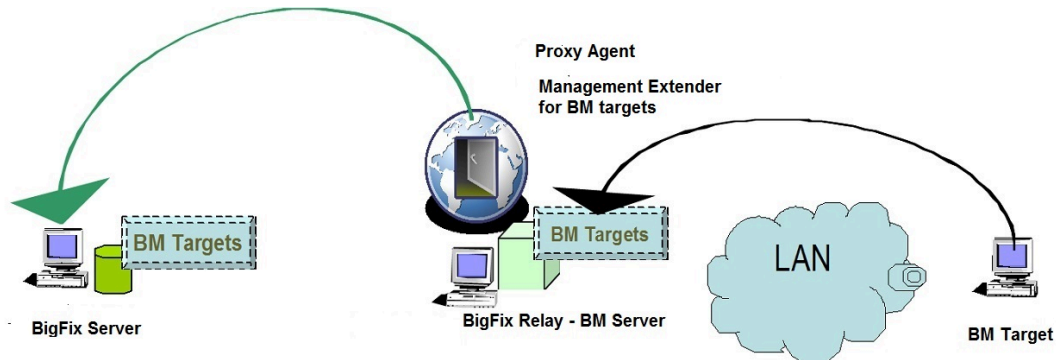 Proxy Agent
Management Extender
for BM targets
BM Targets
BM Targets
LAN
BigFix Server
BigFix Relay - BM Server
BM Target